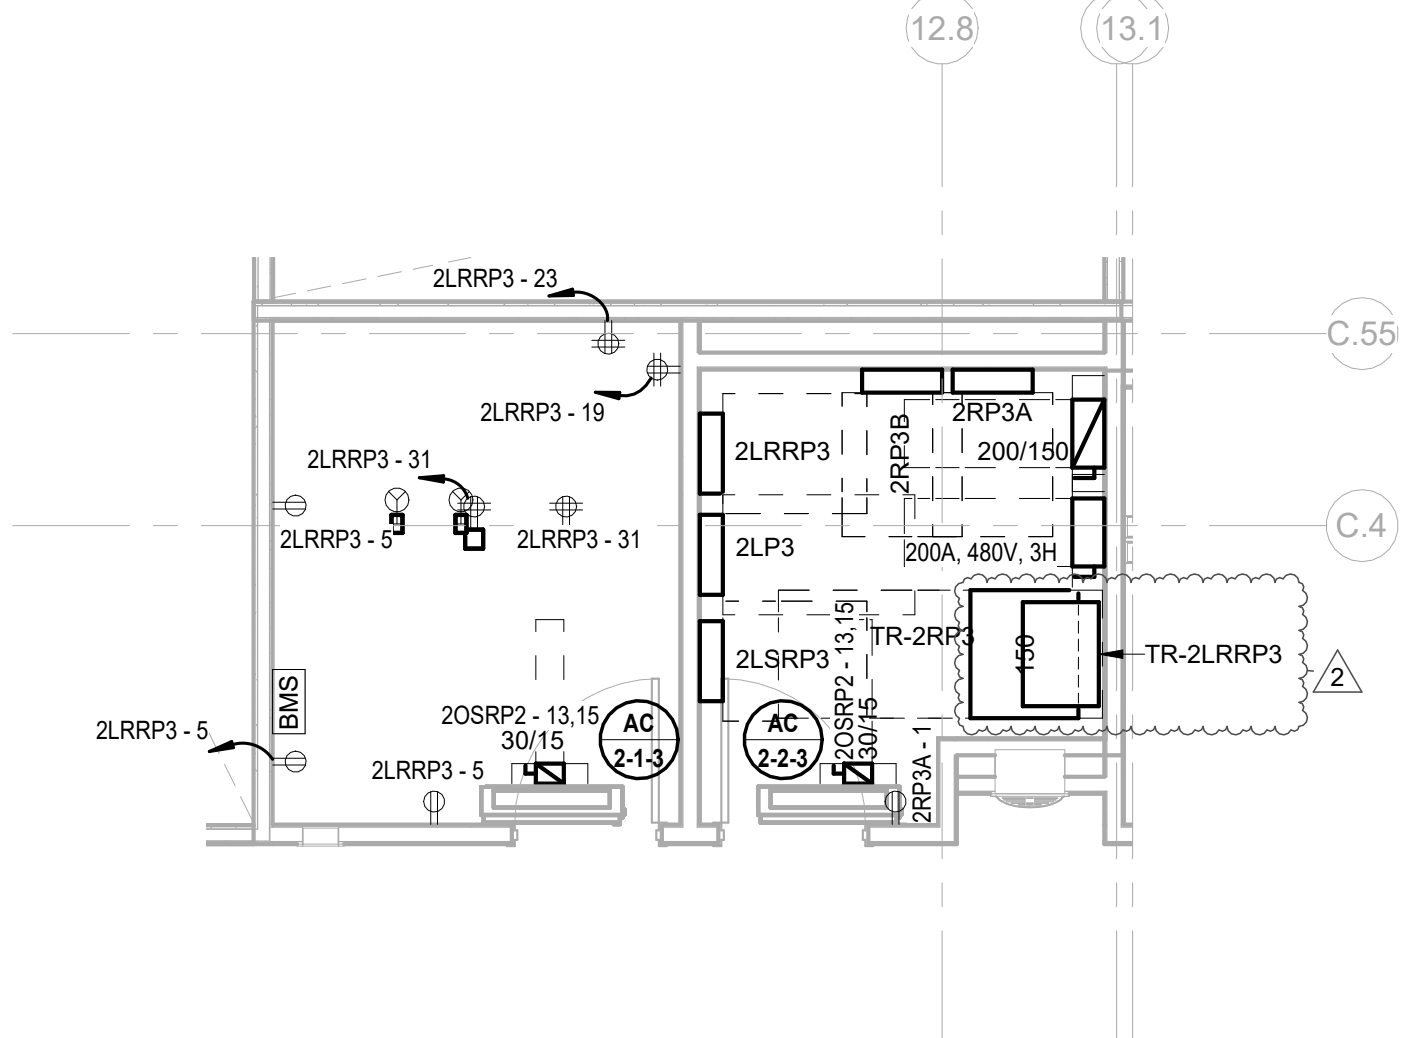 12.8
13.1
2LRRP3 - 23
C.55
2LRRP3 - 19
2RP3A
2RP3B
2LRRP3
200/150
2LRRP3 - 31
2LRRP3 - 5
2LRRP3 - 31
2LP3
200A, 480V, 3H
C.4
2OSRP2 - 13,15
30/15
TR-2RP3
150
TR-2LRRP3
2
2LSRP3
BMS
2LRRP3 - 5
2OSRP2 - 13,15
30/15
AC
2-1-3
AC
2-2-3
2LRRP3 - 5
2RP3A - 1